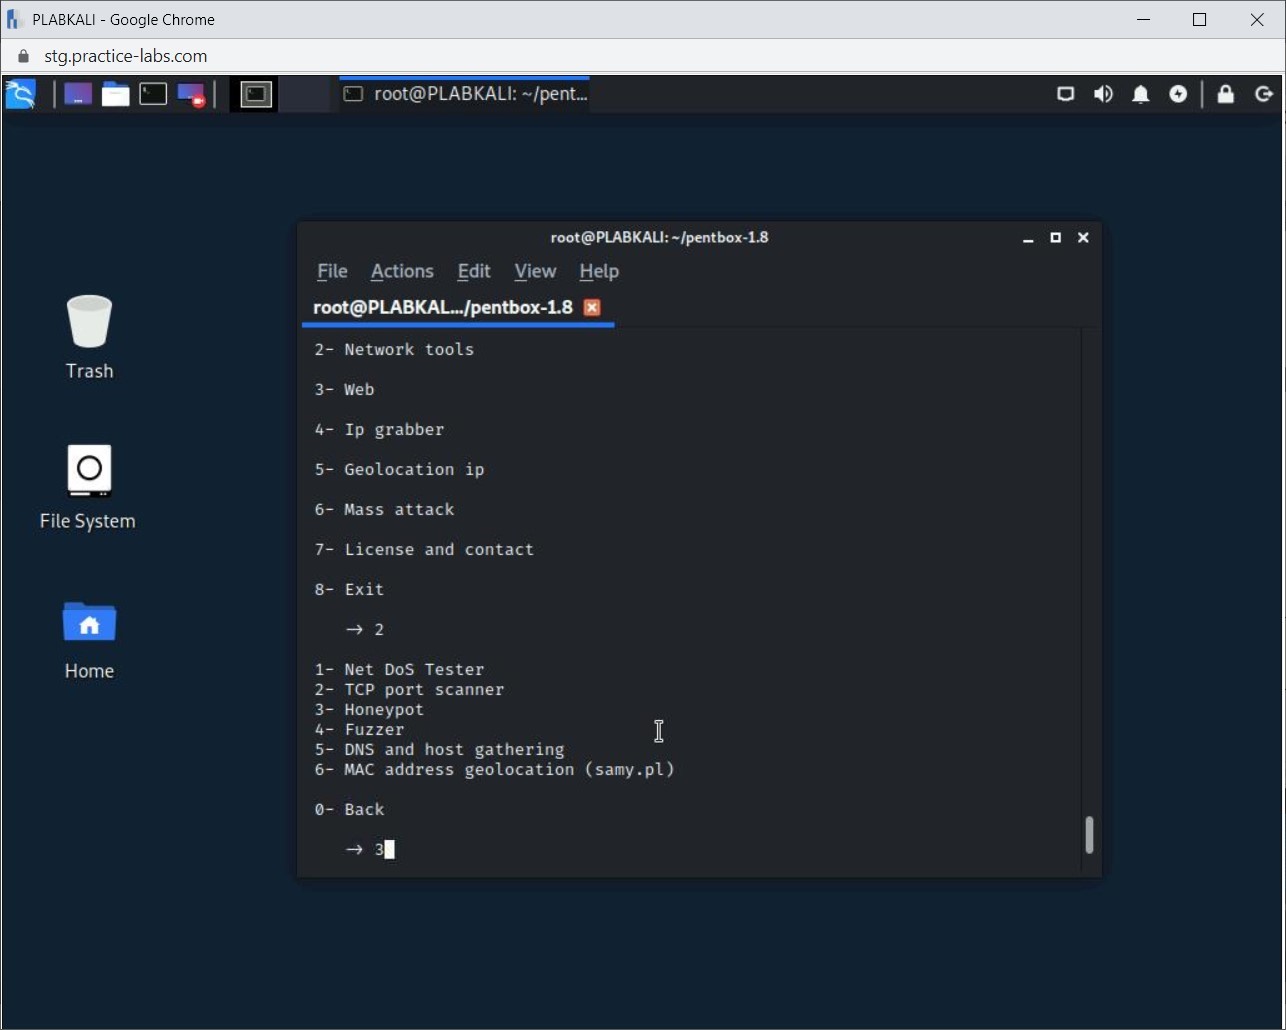 PLABKALI - Google Chrome
stg.practice-labs.com
root@PLABKALI: ~/pent...
root@PLABKALI: ~/pentbox-1.8
File Actions Edit View Help
root@PLABKAL.../pentbox-1.8
2- Network tools
3- Web
4- Ip grabber
5- Geolocation ip
6- Mass attack
7- License and contact
8- Exit
→ 2
1- Net DoS Tester
2- TCP port scanner
3- Honeypot
4- Fuzzer
5- DNS and host gathering
6- MAC address geolocation (samy.pl)
0- Back
→ 3
Trash
File System
Home